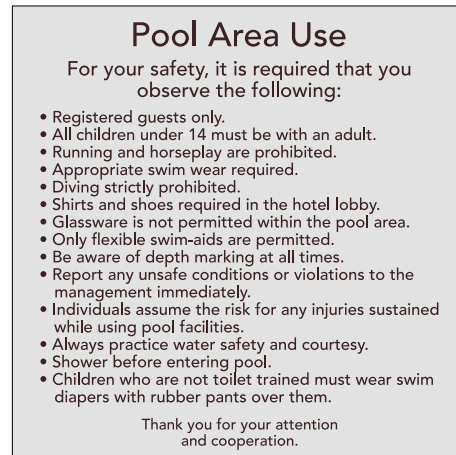 Pool Area Use
For your safety, it is required that you
observe the following:
• Registered guests only.
• All children under 14 must be with an adult.
• Running and horseplay are prohibited.
• Appropriate swim wear required.
• Diving strictly prohibited.
• Shirts and shoes required in the hotel lobby.
• Glassware is not permitted within the pool area.
• Only flexible swim-aids are permitted.
• Be aware of depth marking at all times.
• Report any unsafe conditions or violations to the
management immediately.
• Individuals assume the risk for any injuries sustained
while using pool facilities.
• Always practice water safety and courtesy.
• Shower before entering pool.
• Children who are not toilet trained must wear swim
diapers with rubber pants over them.
Thank you for your attention
and cooperation.